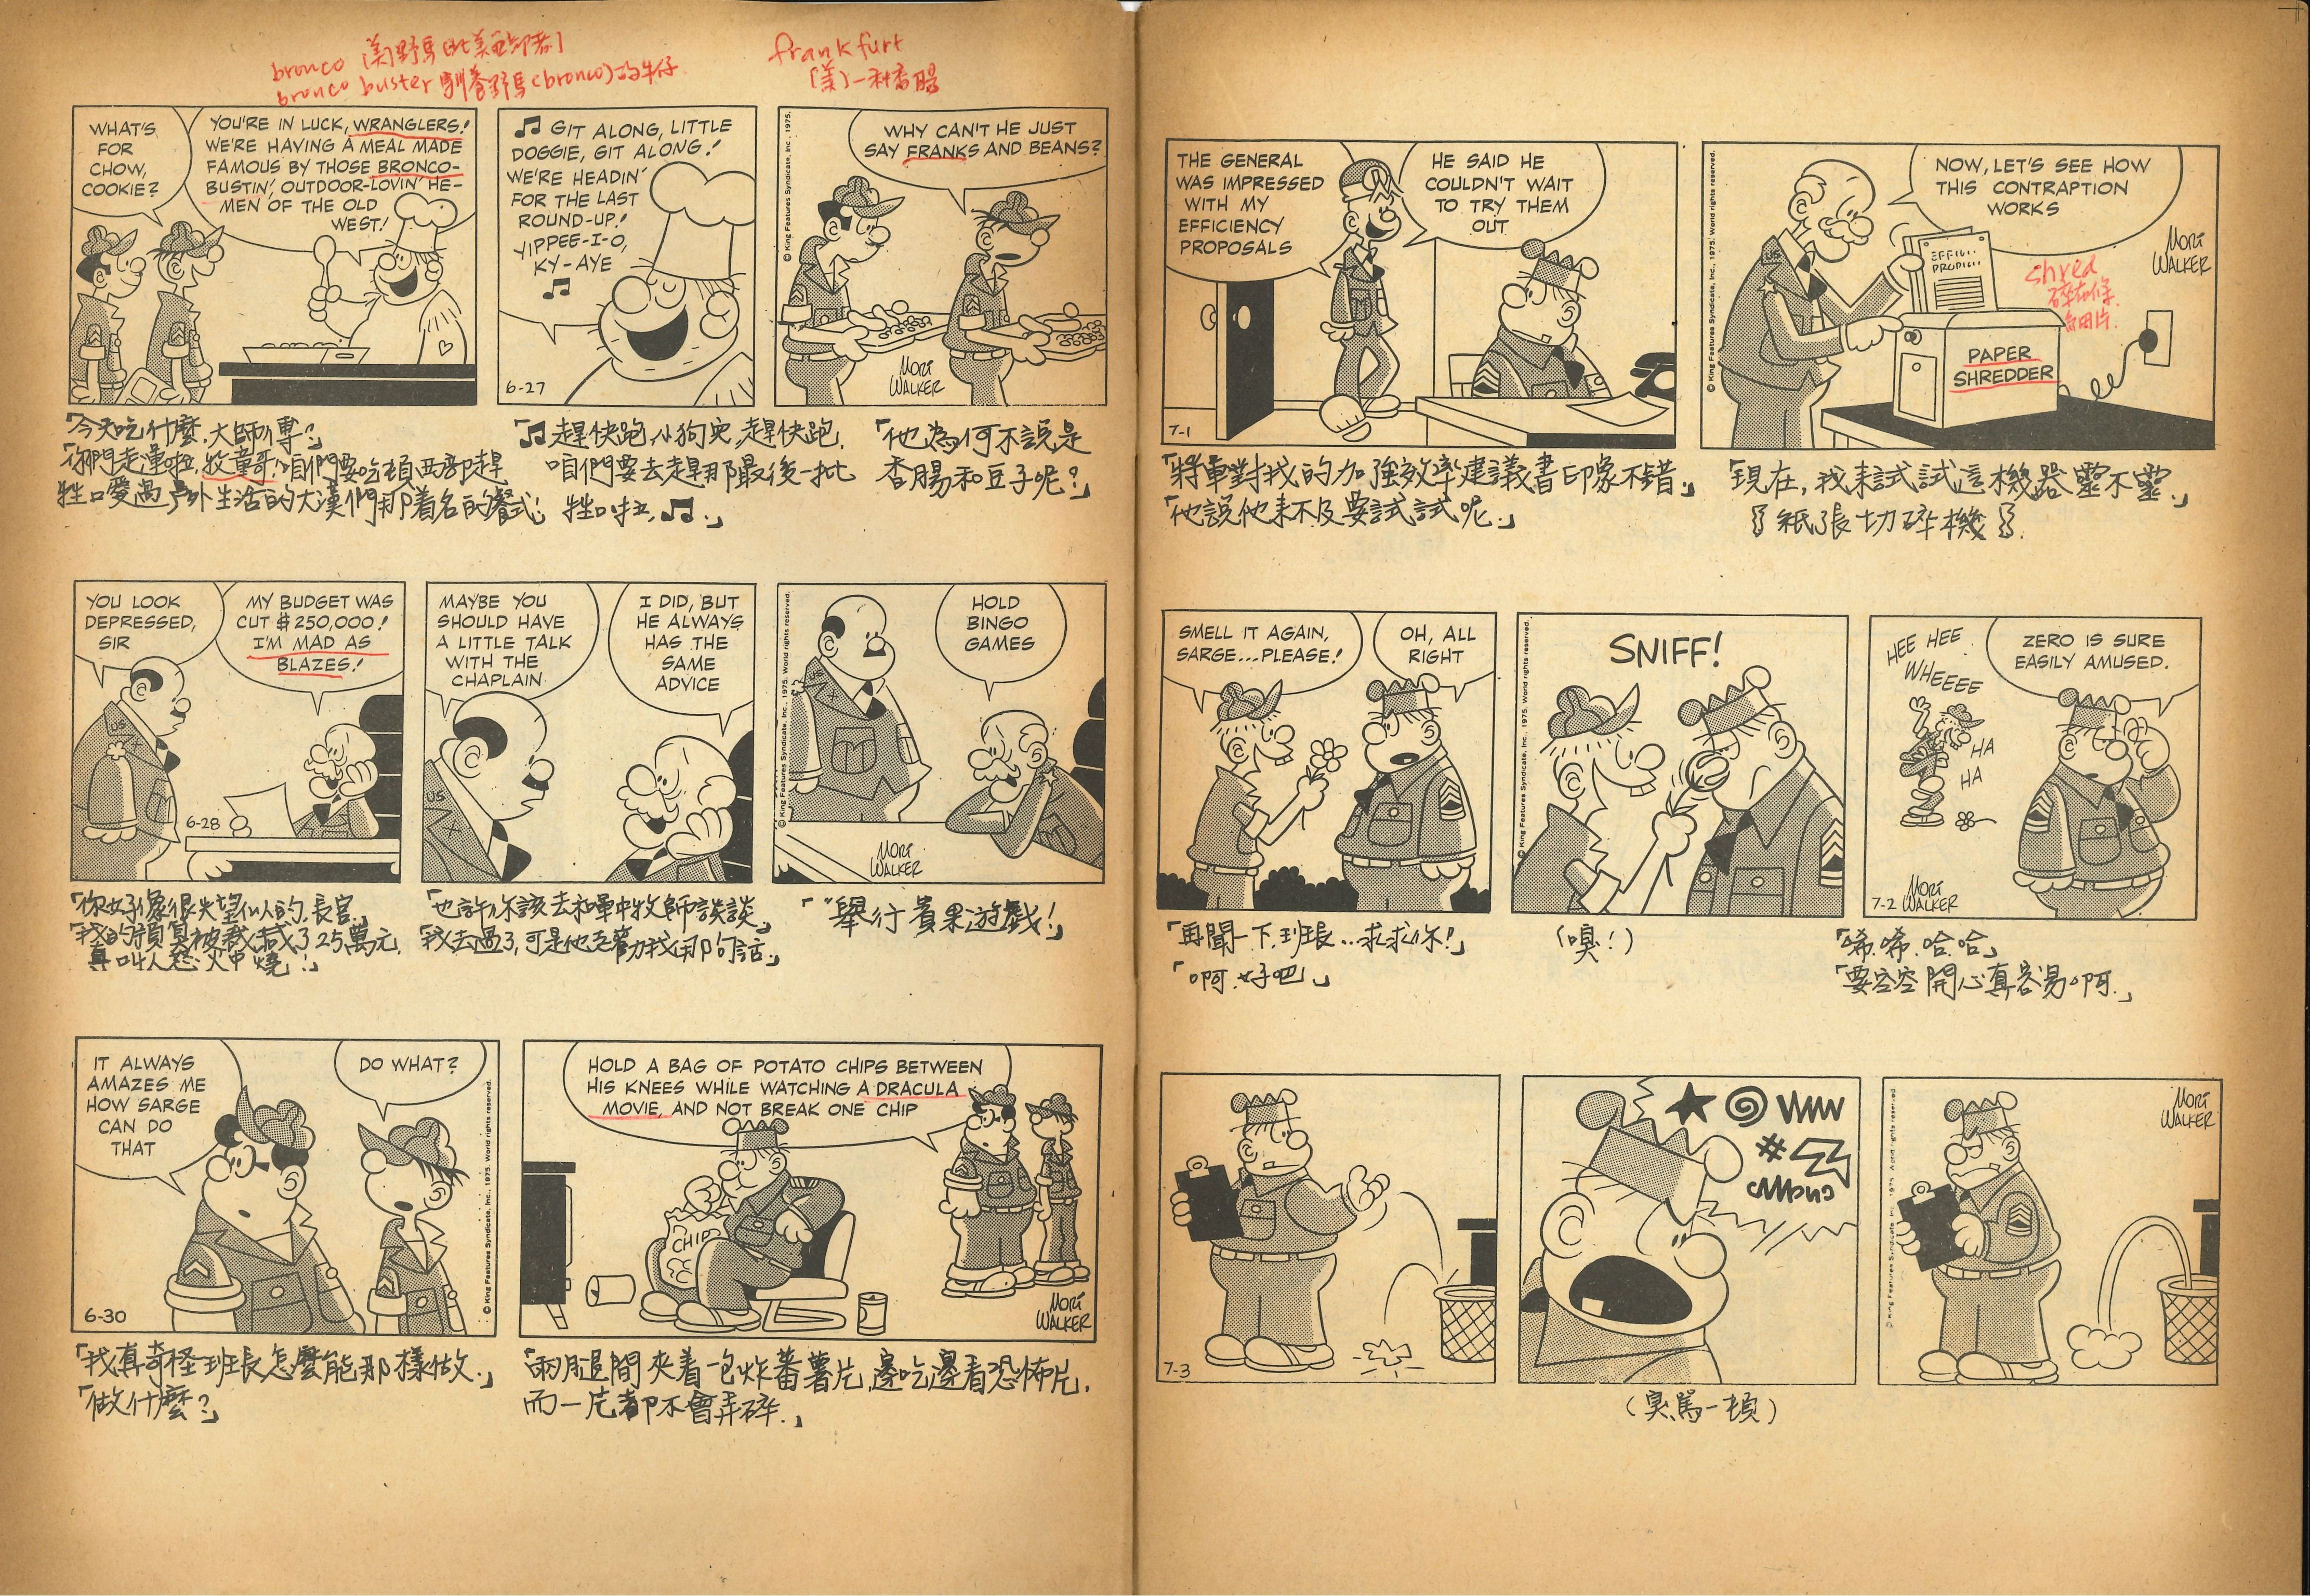 bronco [美]野馬(北美西部產)
bronco buster 馴養野馬(bronco)的牛仔
frankfurt
[美]一種香腸
WHAT'S
FOR
CHOW,
COOKIE?
YOU'RE IN LUCK, WRANGLERS!
WE'RE HAVING A MEAL MADE
FAMOUS BY THOSE BRONCO-
BUSTIN', OUTDOOR-LOVIN' HE-
MEN OF THE OLD
WEST!
♫ GIT ALONG, LITTLE
DOGGIE, GIT ALONG!
WE'RE HEADIN'
FOR THE LAST
ROUND-UP!
YIPPEE-I-O,
KY-AYE
♫
6-27
© King Features Syndicate, Inc., 1975.
WHY CAN'T HE JUST
SAY FRANKS AND BEANS?
MORT
WALKER
「今天吃什麼,大師傅?」
「你們走運啦,牧童哥!咱們要吃頓西部趕
牲口愛過戶外生活的大漢們那着名的餐式!
「♫趕快跑,小狗兒,趕快跑.
咱們要去趕那最後一批
牲口拉,♫.」
「他為何不說是
香腸和豆子呢?」
YOU LOOK
DEPRESSED,
SIR
MY BUDGET WAS
CUT $250,000!
I'M MAD AS
BLAZES!
US
6-28
MAYBE YOU
SHOULD HAVE
A LITTLE TALK
WITH THE
CHAPLAIN
I DID, BUT
HE ALWAYS
HAS THE
SAME
ADVICE
US
© King Features Syndicate, Inc., 1975. World rights reserved.
HOLD
BINGO
GAMES
MORT
WALKER
「你好像很失望似的,長官.」
「我的預算被裁減了25萬元,
真叫人怒火中燒!」
「也許你該去和軍中牧師談談」
「我去過了,可是他老勸我那句話.」
「舉行賓果遊戲!」
IT ALWAYS
AMAZES ME
HOW SARGE
CAN DO
THAT
DO WHAT?
© King Features Syndicate, Inc., 1975. World rights reserved.
6-30
HOLD A BAG OF POTATO CHIPS BETWEEN
HIS KNEES WHILE WATCHING A DRACULA
MOVIE, AND NOT BREAK ONE CHIP
CHIP
MORT
WALKER
「我真奇怪班長怎麼能那樣做.」
「做什麼?」
「兩腿間夾着一包炸蕃薯片,邊吃邊看恐怖片,
而一片都不會弄碎.」
THE GENERAL
WAS IMPRESSED
WITH MY
EFFICIENCY
PROPOSALS
HE SAID HE
COULDN'T WAIT
TO TRY THEM
OUT
7-1
© King Features Syndicate, Inc., 1975. World rights reserved.
NOW, LET'S SEE HOW
THIS CONTRAPTION
WORKS
MORT
WALKER
US
shred
PAPER
SHREDDER
「將軍對我的加強效率建議書印象不錯.」
「他說他來不及要試試呢.」
「現在,我來試試這機器靈不靈.」
紙張切碎機
SMELL IT AGAIN,
SARGE...PLEASE!
OH, ALL
RIGHT
© King Features Syndicate, Inc., 1975. World rights reserved.
SNIFF!
HEE HEE
WHEEEE
HA
HA
ZERO IS SURE
EASILY AMUSED.
7-2
MORT
WALKER
「再聞一下,班長...求求你!」
「啊,好吧.」
(嗅!)
「唏.唏.哈.哈」
「要空空開心真容易啊.」
7-3
#
MORT
WALKER
© King Features Syndicate, Inc., 1975. World rights reserved.
(臭罵一頓)